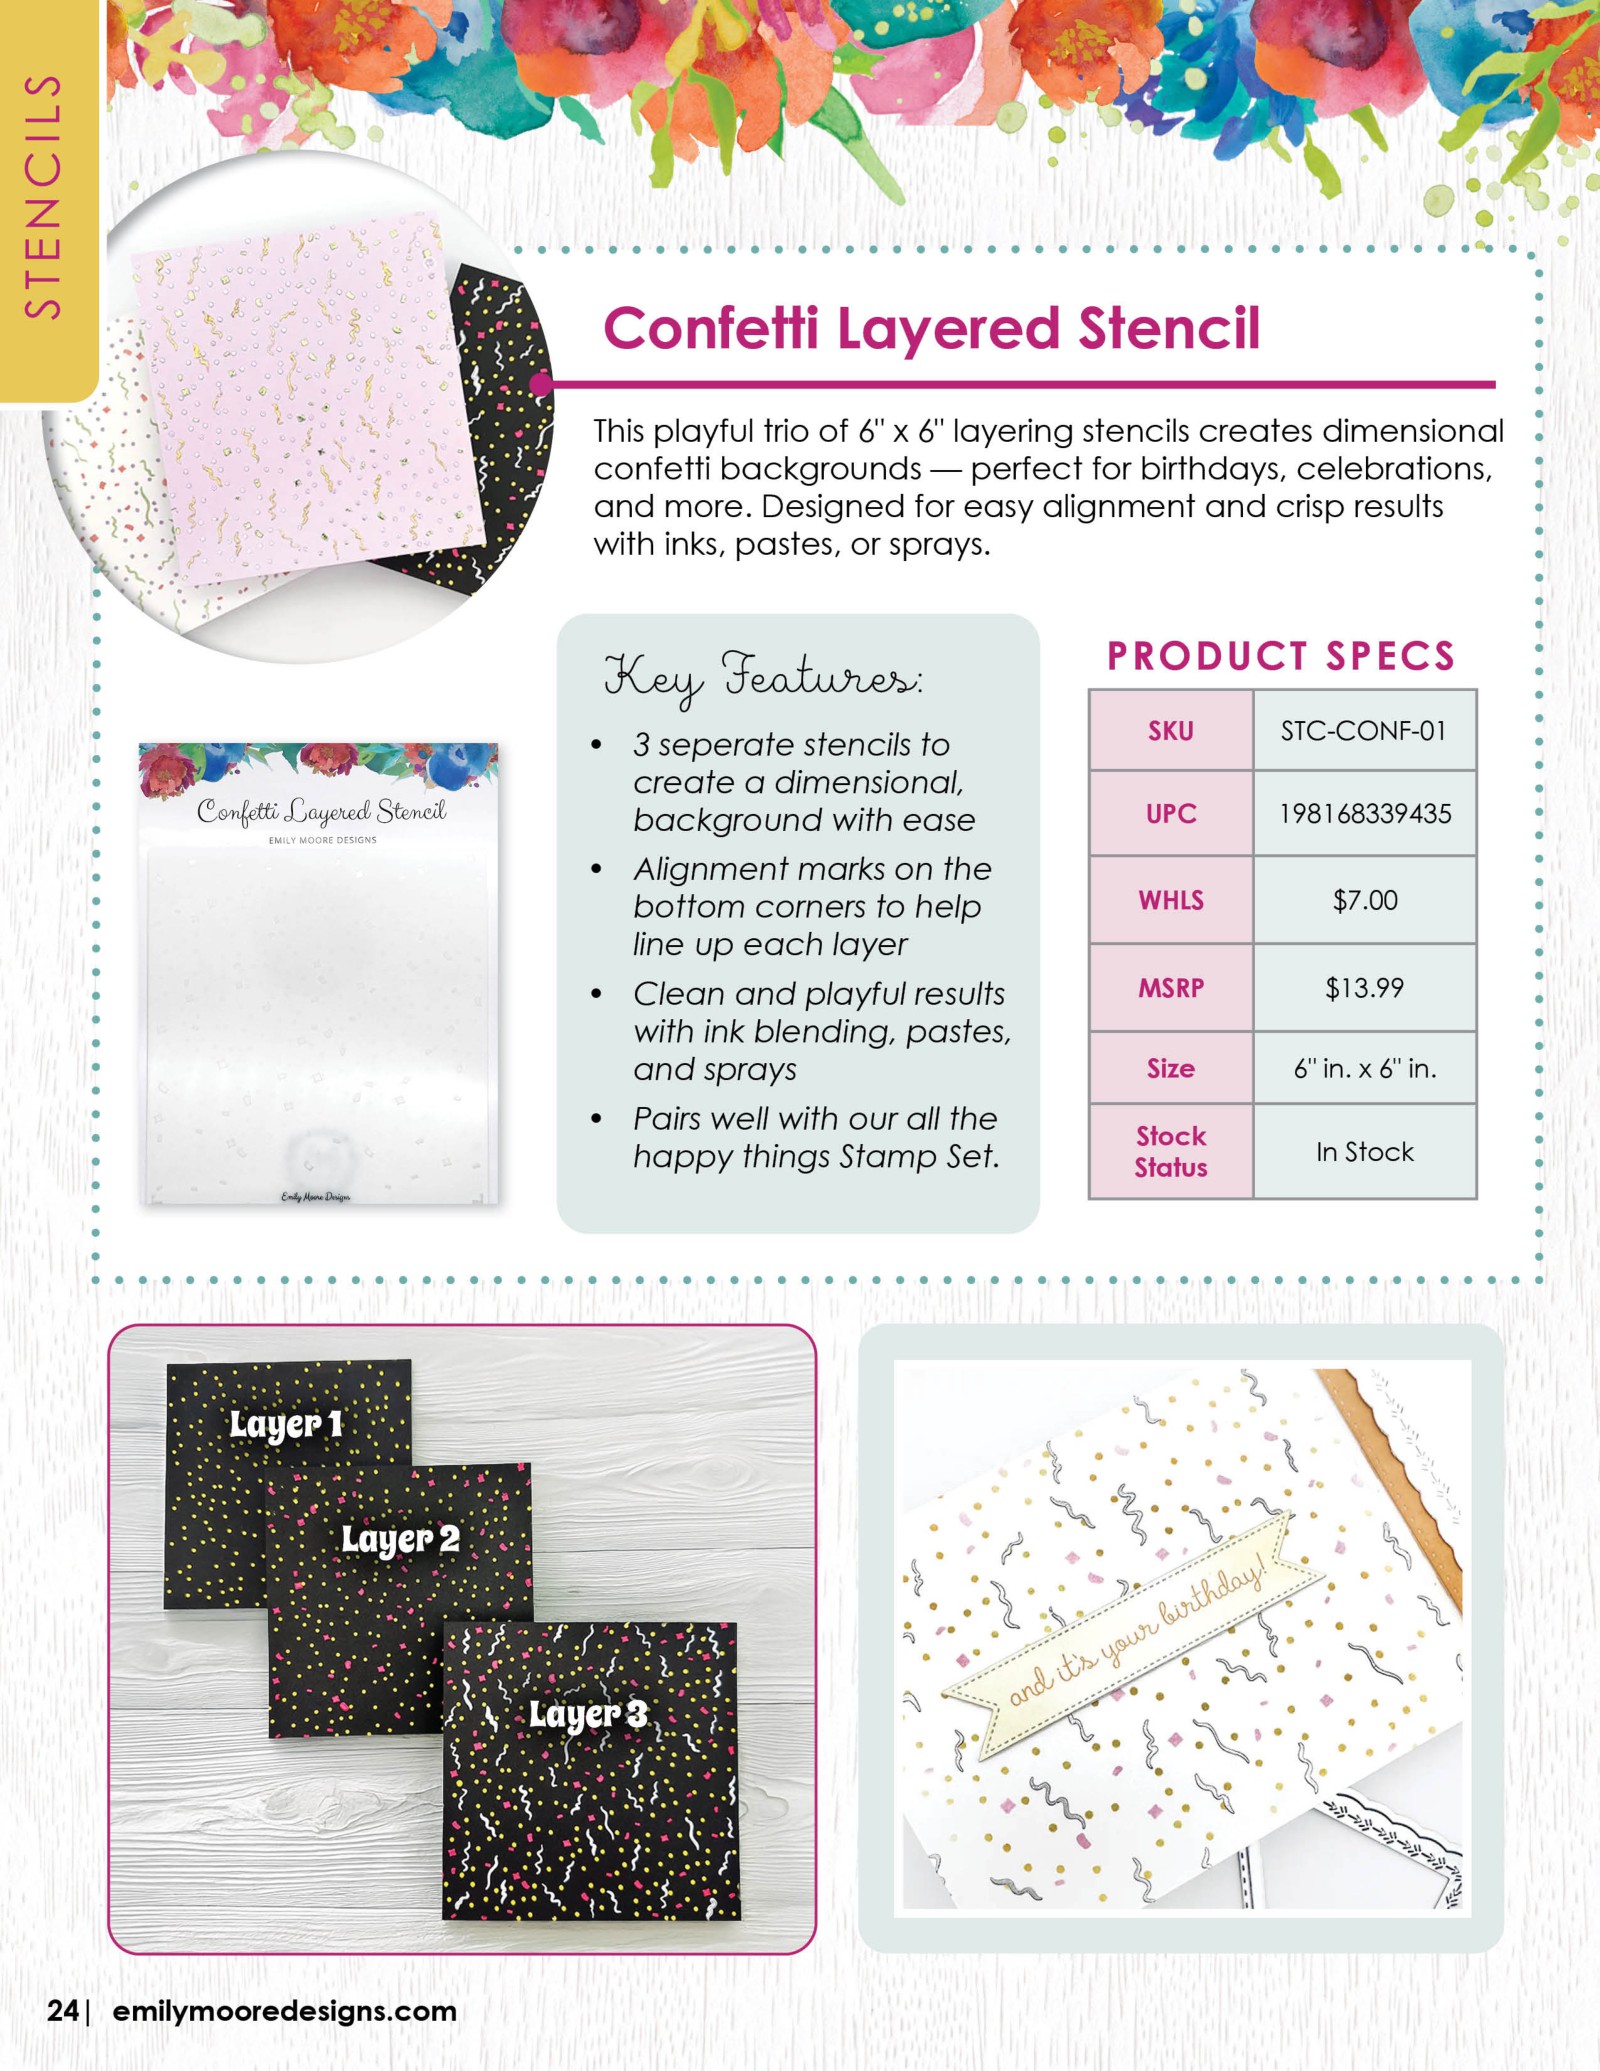 STENCILS
Confetti Layered Stencil
This playful trio of 6" x 6" layering stencils creates dimensional
confetti backgrounds — perfect for birthdays, celebrations,
and more. Designed for easy alignment and crisp results
with inks, pastes, or sprays.
Confetti Layered Stencil
EMILY MOORE DESIGNS
Emily Moore Designs
Key Features:
• 3 seperate stencils to
create a dimensional,
background with ease
• Alignment marks on the
bottom corners to help
line up each layer
• Clean and playful results
with ink blending, pastes,
and sprays
• Pairs well with our all the
happy things Stamp Set.
PRODUCT SPECS
SKU STC-CONF-01
UPC 198168339435
WHLS $7.00
MSRP $13.99
Size 6" in. x 6" in.
Stock
Status
In Stock
Layer 1
Layer 2
Layer 3
and it's your birthday!
24| emilymooredesigns.com